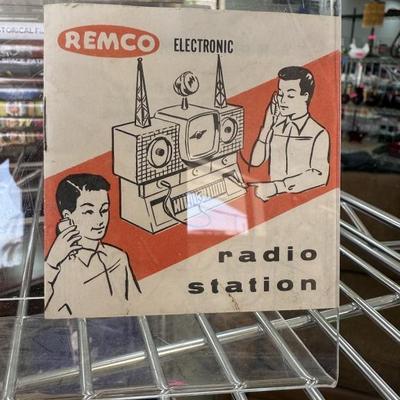 REMCO
ELECTRONIC
radio
station